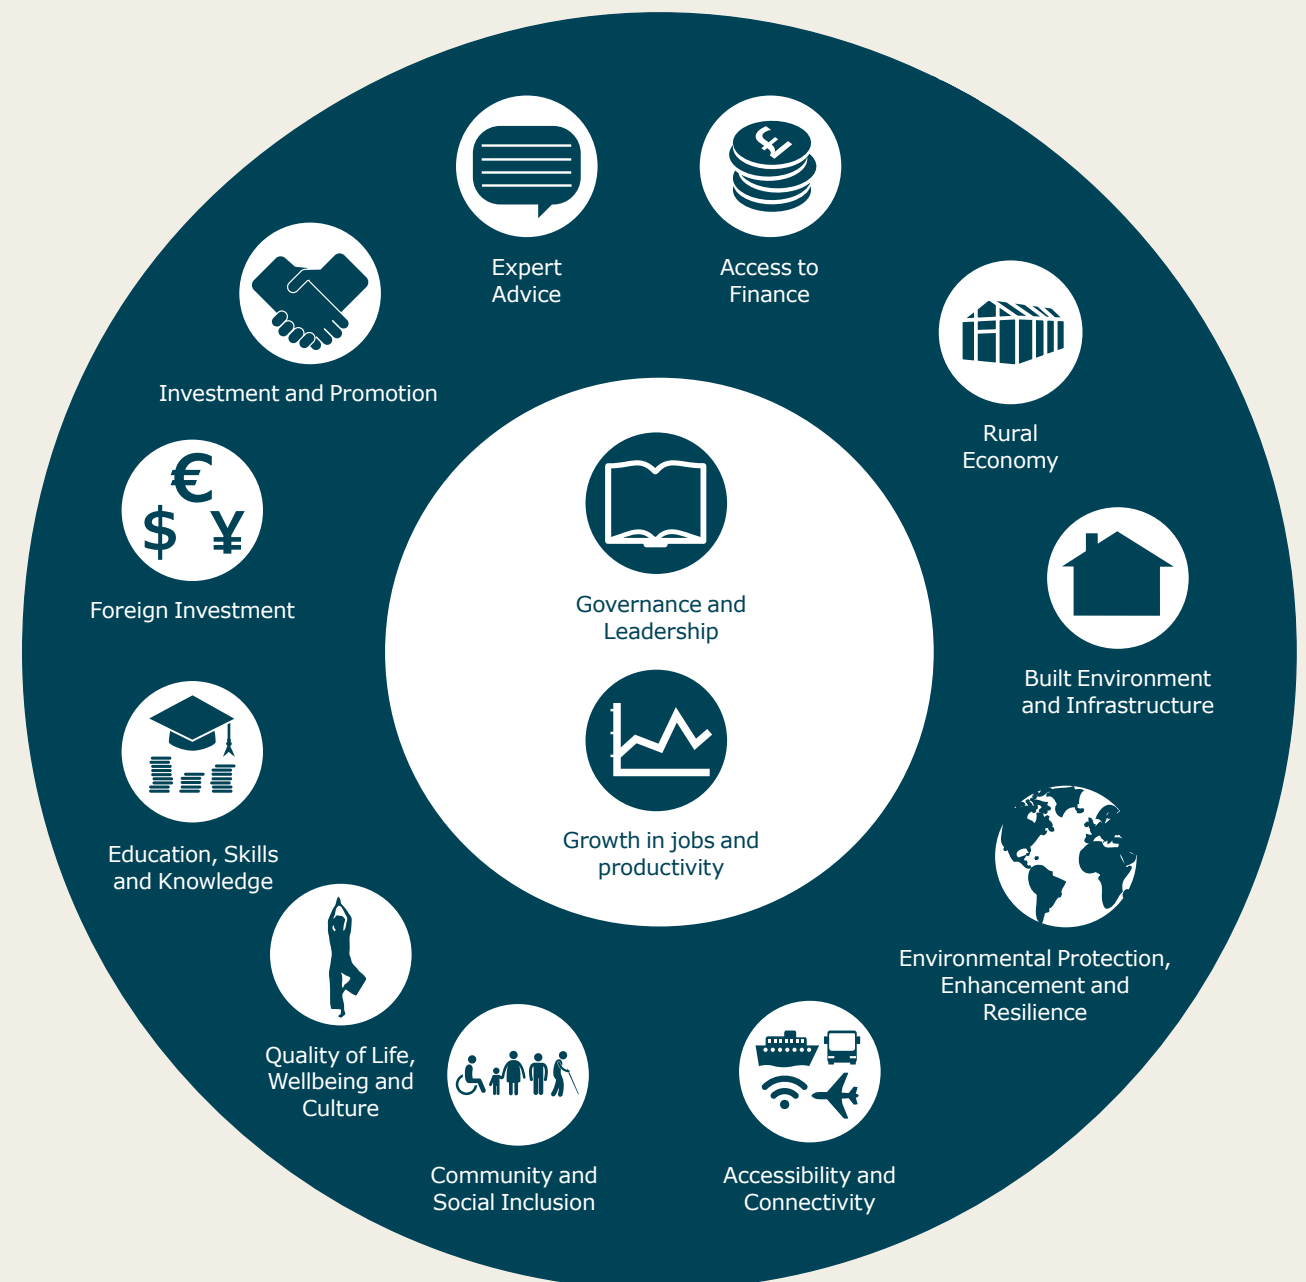 £
Expert
Advice
Access to
Finance
Investment and Promotion
Rural
Economy
€
$ ¥
Foreign Investment
Governance and
Leadership
Built Environment
and Infrastructure
Education, Skills
and Knowledge
Growth in jobs and
productivity
Environmental Protection,
Enhancement and
Resilience
Quality of Life,
Wellbeing and
Culture
Community and
Social Inclusion
Accessibility and
Connectivity